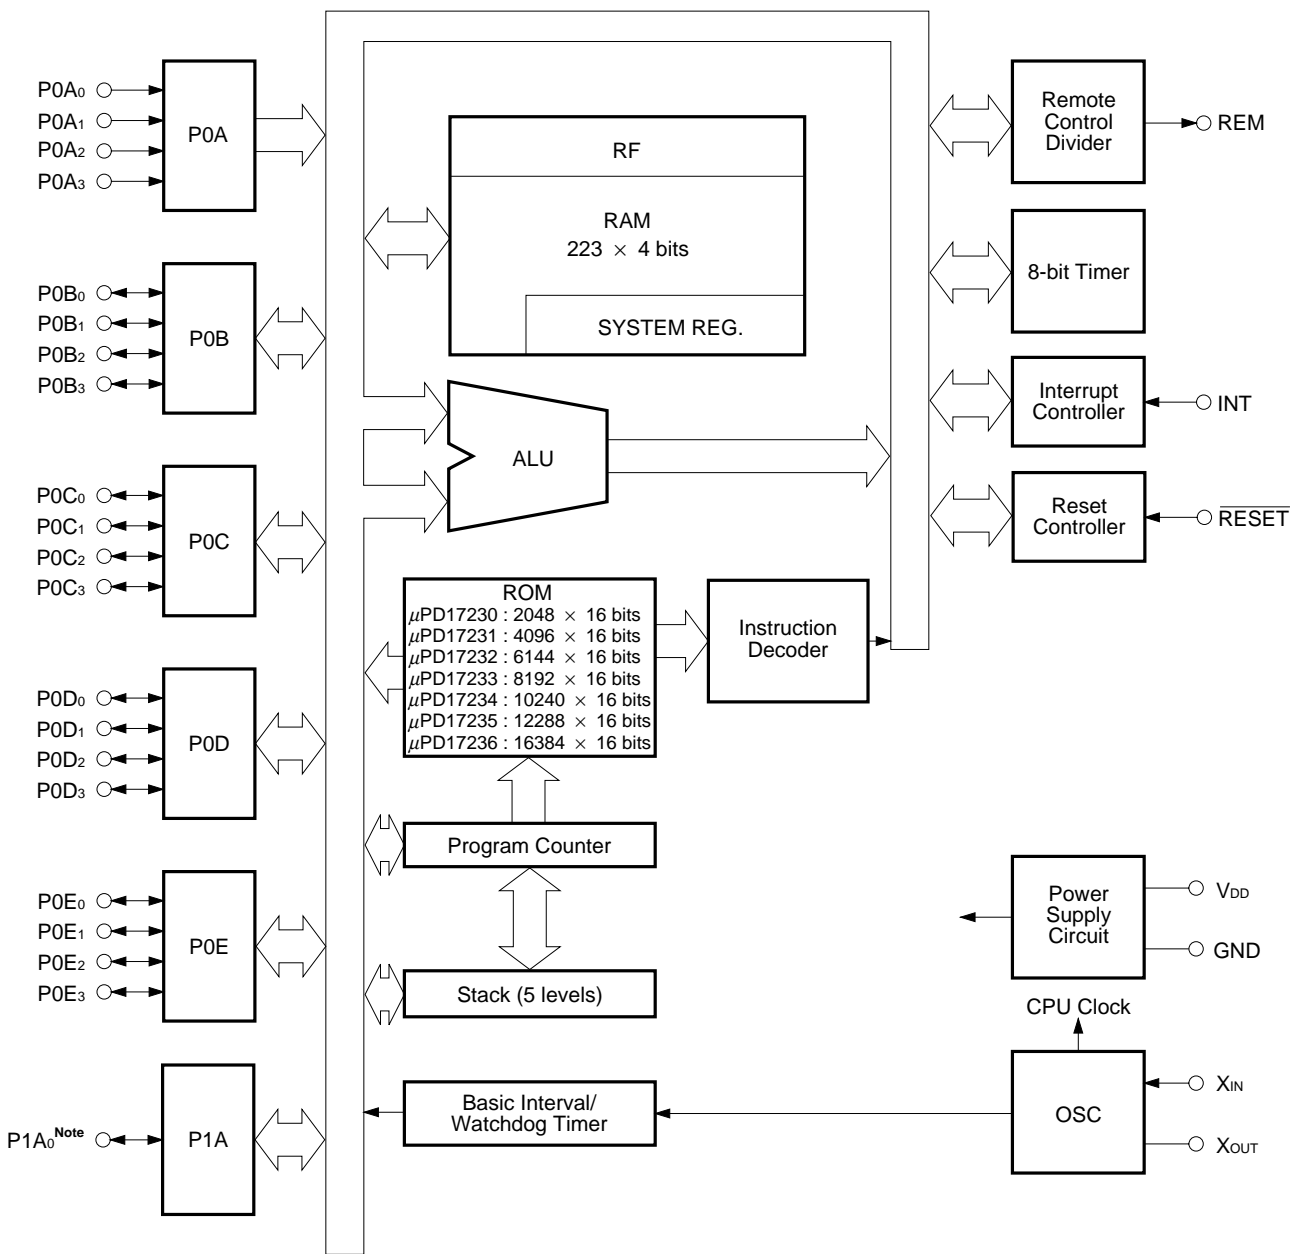 P0A0
P0A1
P0A2
P0A3
P0A
P0B0
P0B1
P0B2
P0B3
P0B
P0C0
P0C1
P0C2
P0C3
P0C
P0D0
P0D1
P0D2
P0D3
P0D
P0E0
P0E1
P0E2
P0E3
P0E
P1A0Note
P1A
RF
RAM
223 × 4 bits
SYSTEM REG.
ALU
ROM
μPD17230 : 2048 × 16 bits
μPD17231 : 4096 × 16 bits
μPD17232 : 6144 × 16 bits
μPD17233 : 8192 × 16 bits
μPD17234 : 10240 × 16 bits
μPD17235 : 12288 × 16 bits
μPD17236 : 16384 × 16 bits
Instruction
Decoder
Program Counter
Stack (5 levels)
Basic Interval/
Watchdog Timer
Remote
Control
Divider
REM
8-bit Timer
Interrupt
Controller
INT
Reset
Controller
RESET
Power
Supply
Circuit
VDD
GND
CPU Clock
OSC
XIN
XOUT